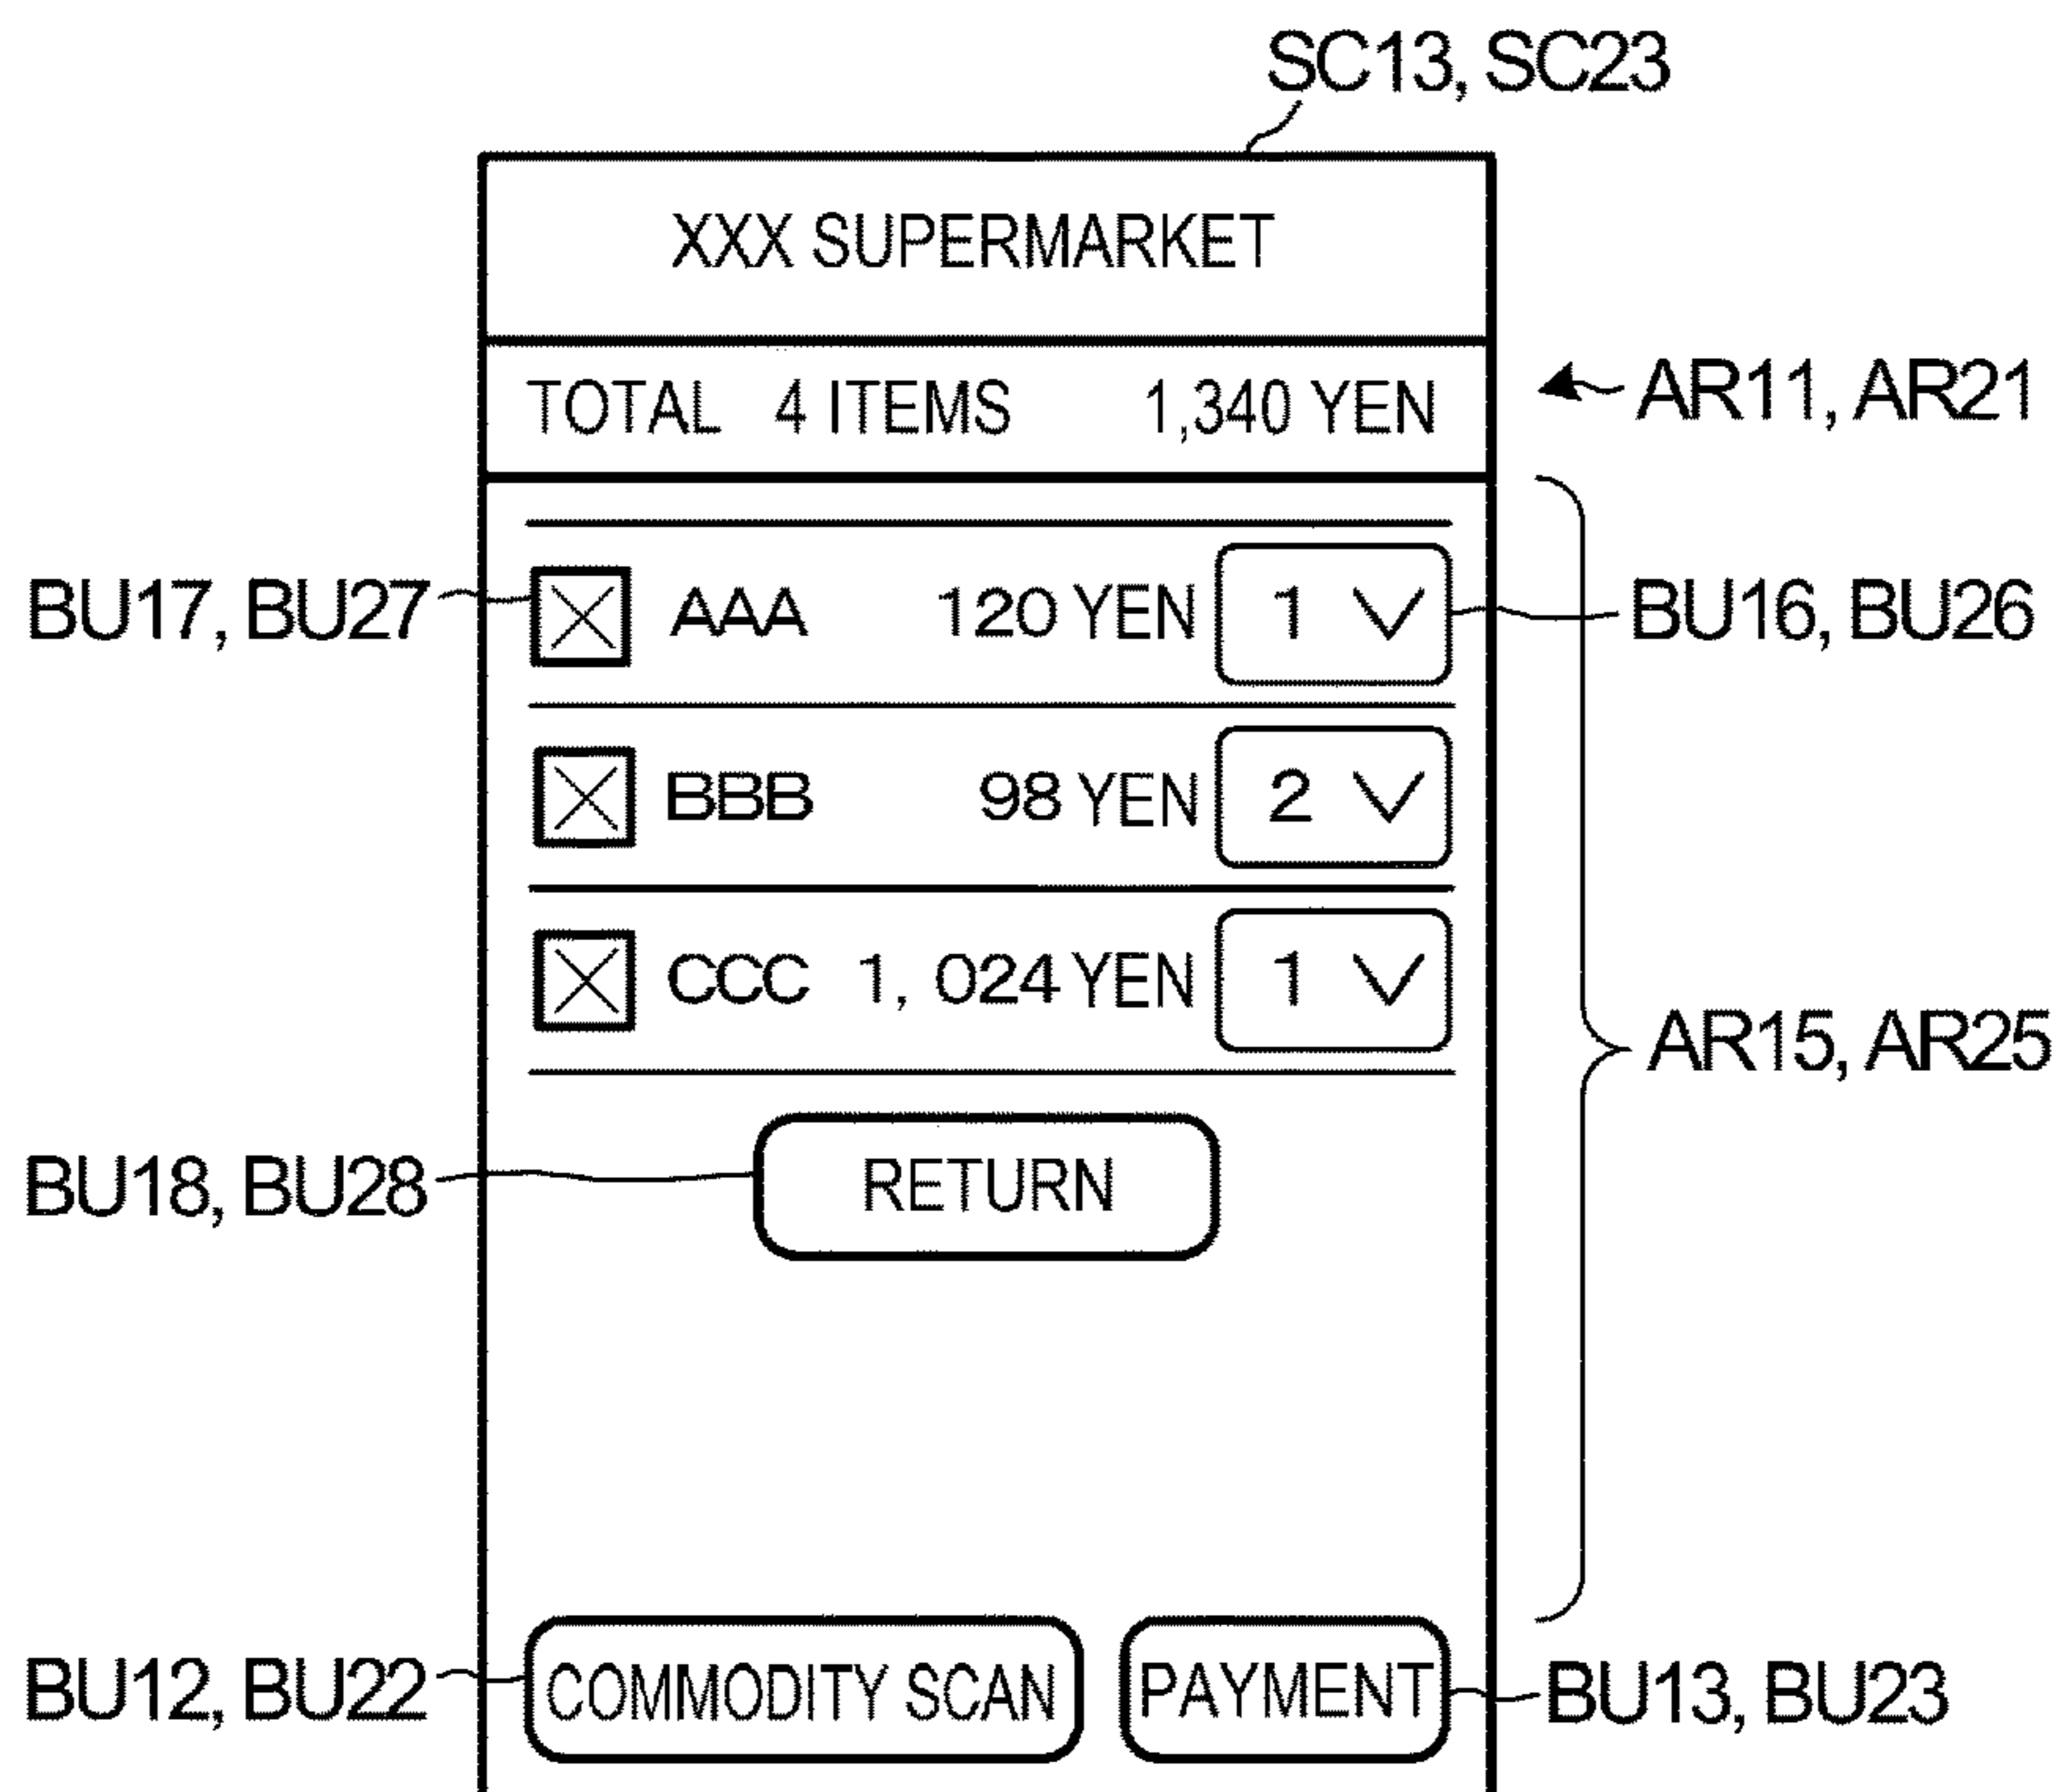 SC13, SC23
XXX SUPERMARKET
TOTAL 4 ITEMS 1,340 YEN
AR11, AR21
BU17, BU27
AAA 120 YEN 1
BU16, BU26
BBB 98 YEN 2
CCC 1, 024 YEN 1
AR15, AR25
BU18, BU28
RETURN
BU12, BU22
COMMODITY SCAN
PAYMENT
BU13, BU23